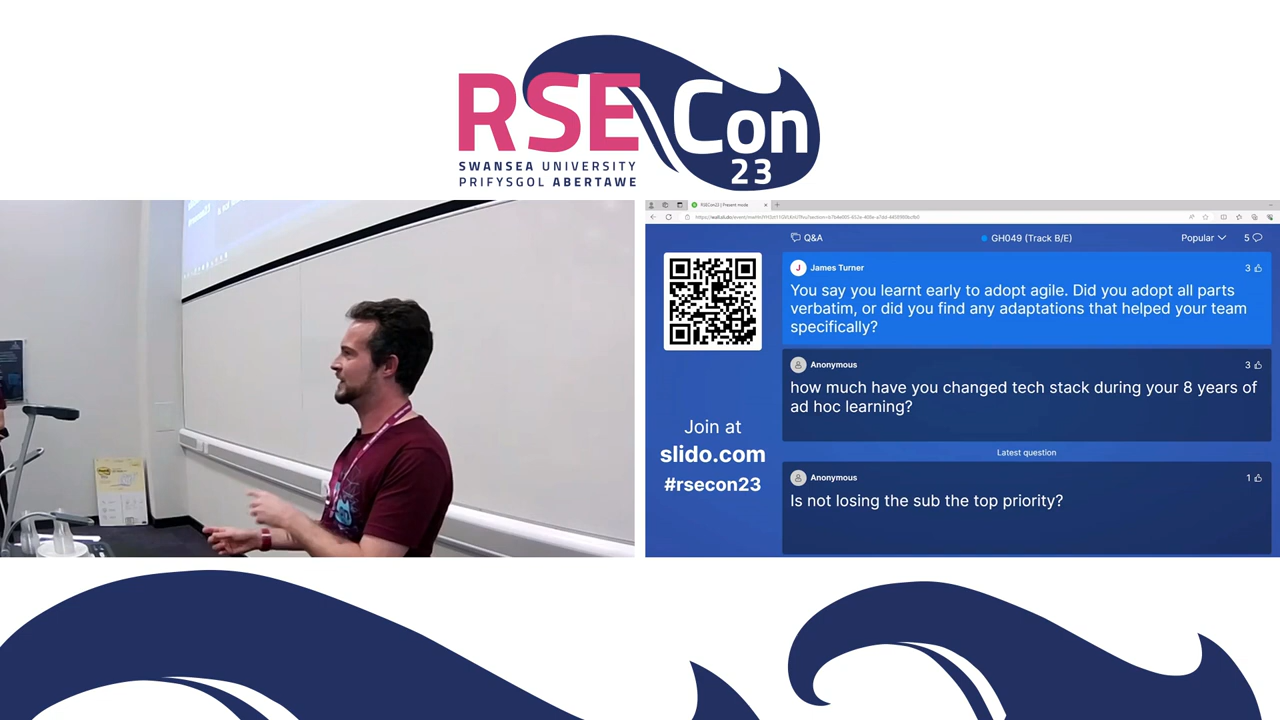 RSE Con
23
SWANSEA UNIVERSITY
PRIFYSGOL ABERTAWE
RSECon23 | Present mode
Q&A
GH049 (Track B/E)
Popular
5
J
James Turner
3
You say you learnt early to adopt agile. Did you adopt all parts
verbatim, or did you find any adaptations that helped your team
specifically?
Anonymous
3
how much have you changed tech stack during your 8 years of
ad hoc learning?
Join at
slido.com
#rsecon23
Latest question
Anonymous
1
Is not losing the sub the top priority?